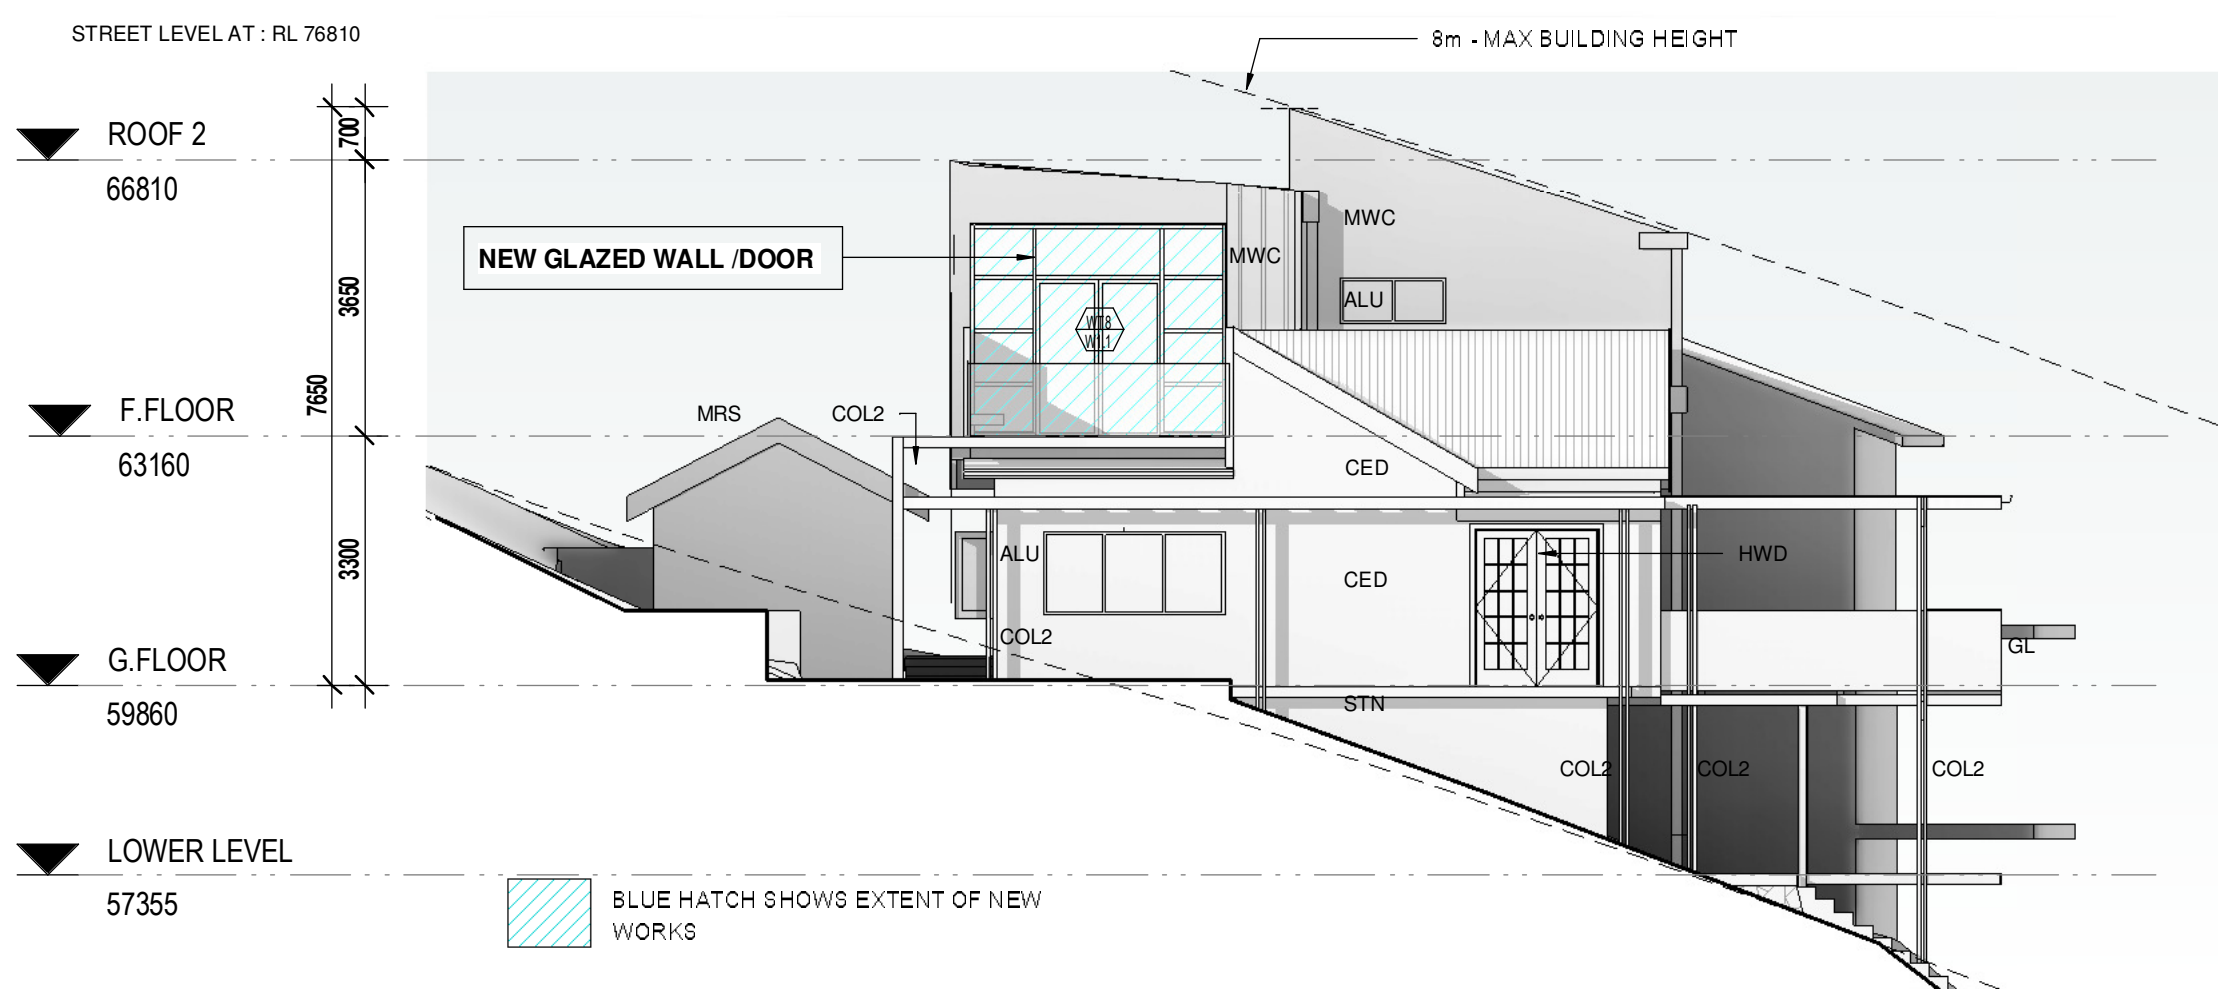 STREET LEVEL AT : RL 76810
8m - MAX BUILDING HEIGHT
ROOF 2
66810
700
MWC
NEW GLAZED WALL /DOOR
MWC
ALU
3650
7650
F.FLOOR
63160
MRS
COL2
CED
3300
ALU
CED
HWD
COL2
GL
G.FLOOR
59860
STN
COL2
COL2
COL2
LOWER LEVEL
57355
BLUE HATCH SHOWS EXTENT OF NEW
WORKS